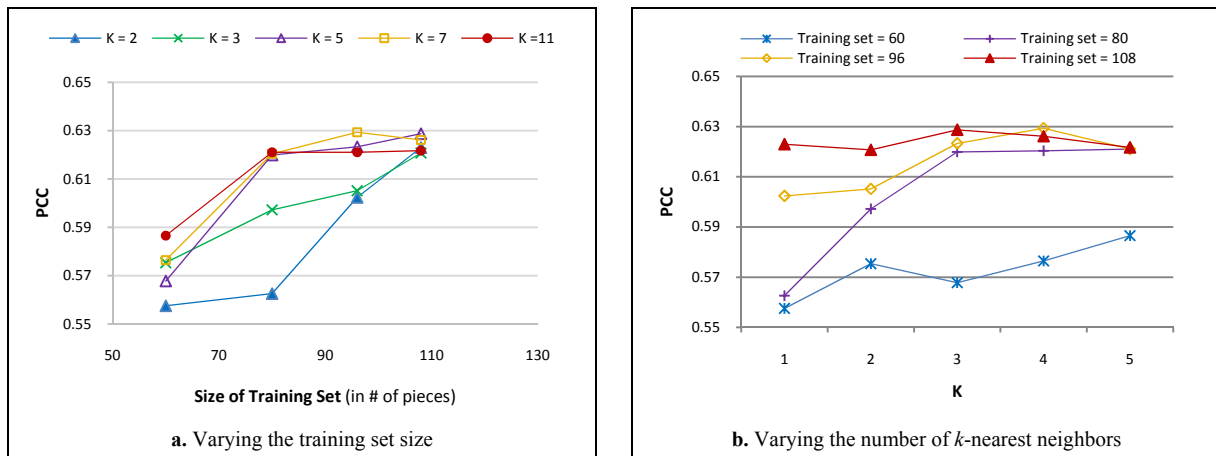 K = 2 K = 3 K = 5 K = 7 K =11
0.65
0.63
0.61
0.59
0.57
0.55
PCC
50 70 90 110 130
Size of Training Set (in # of pieces)
a. Varying the training set size
Training set = 60 Training set = 80
Training set = 96 Training set = 108
0.65
0.63
0.61
0.59
0.57
0.55
PCC
1 2 3 4 5
K
b. Varying the number of k-nearest neighbors